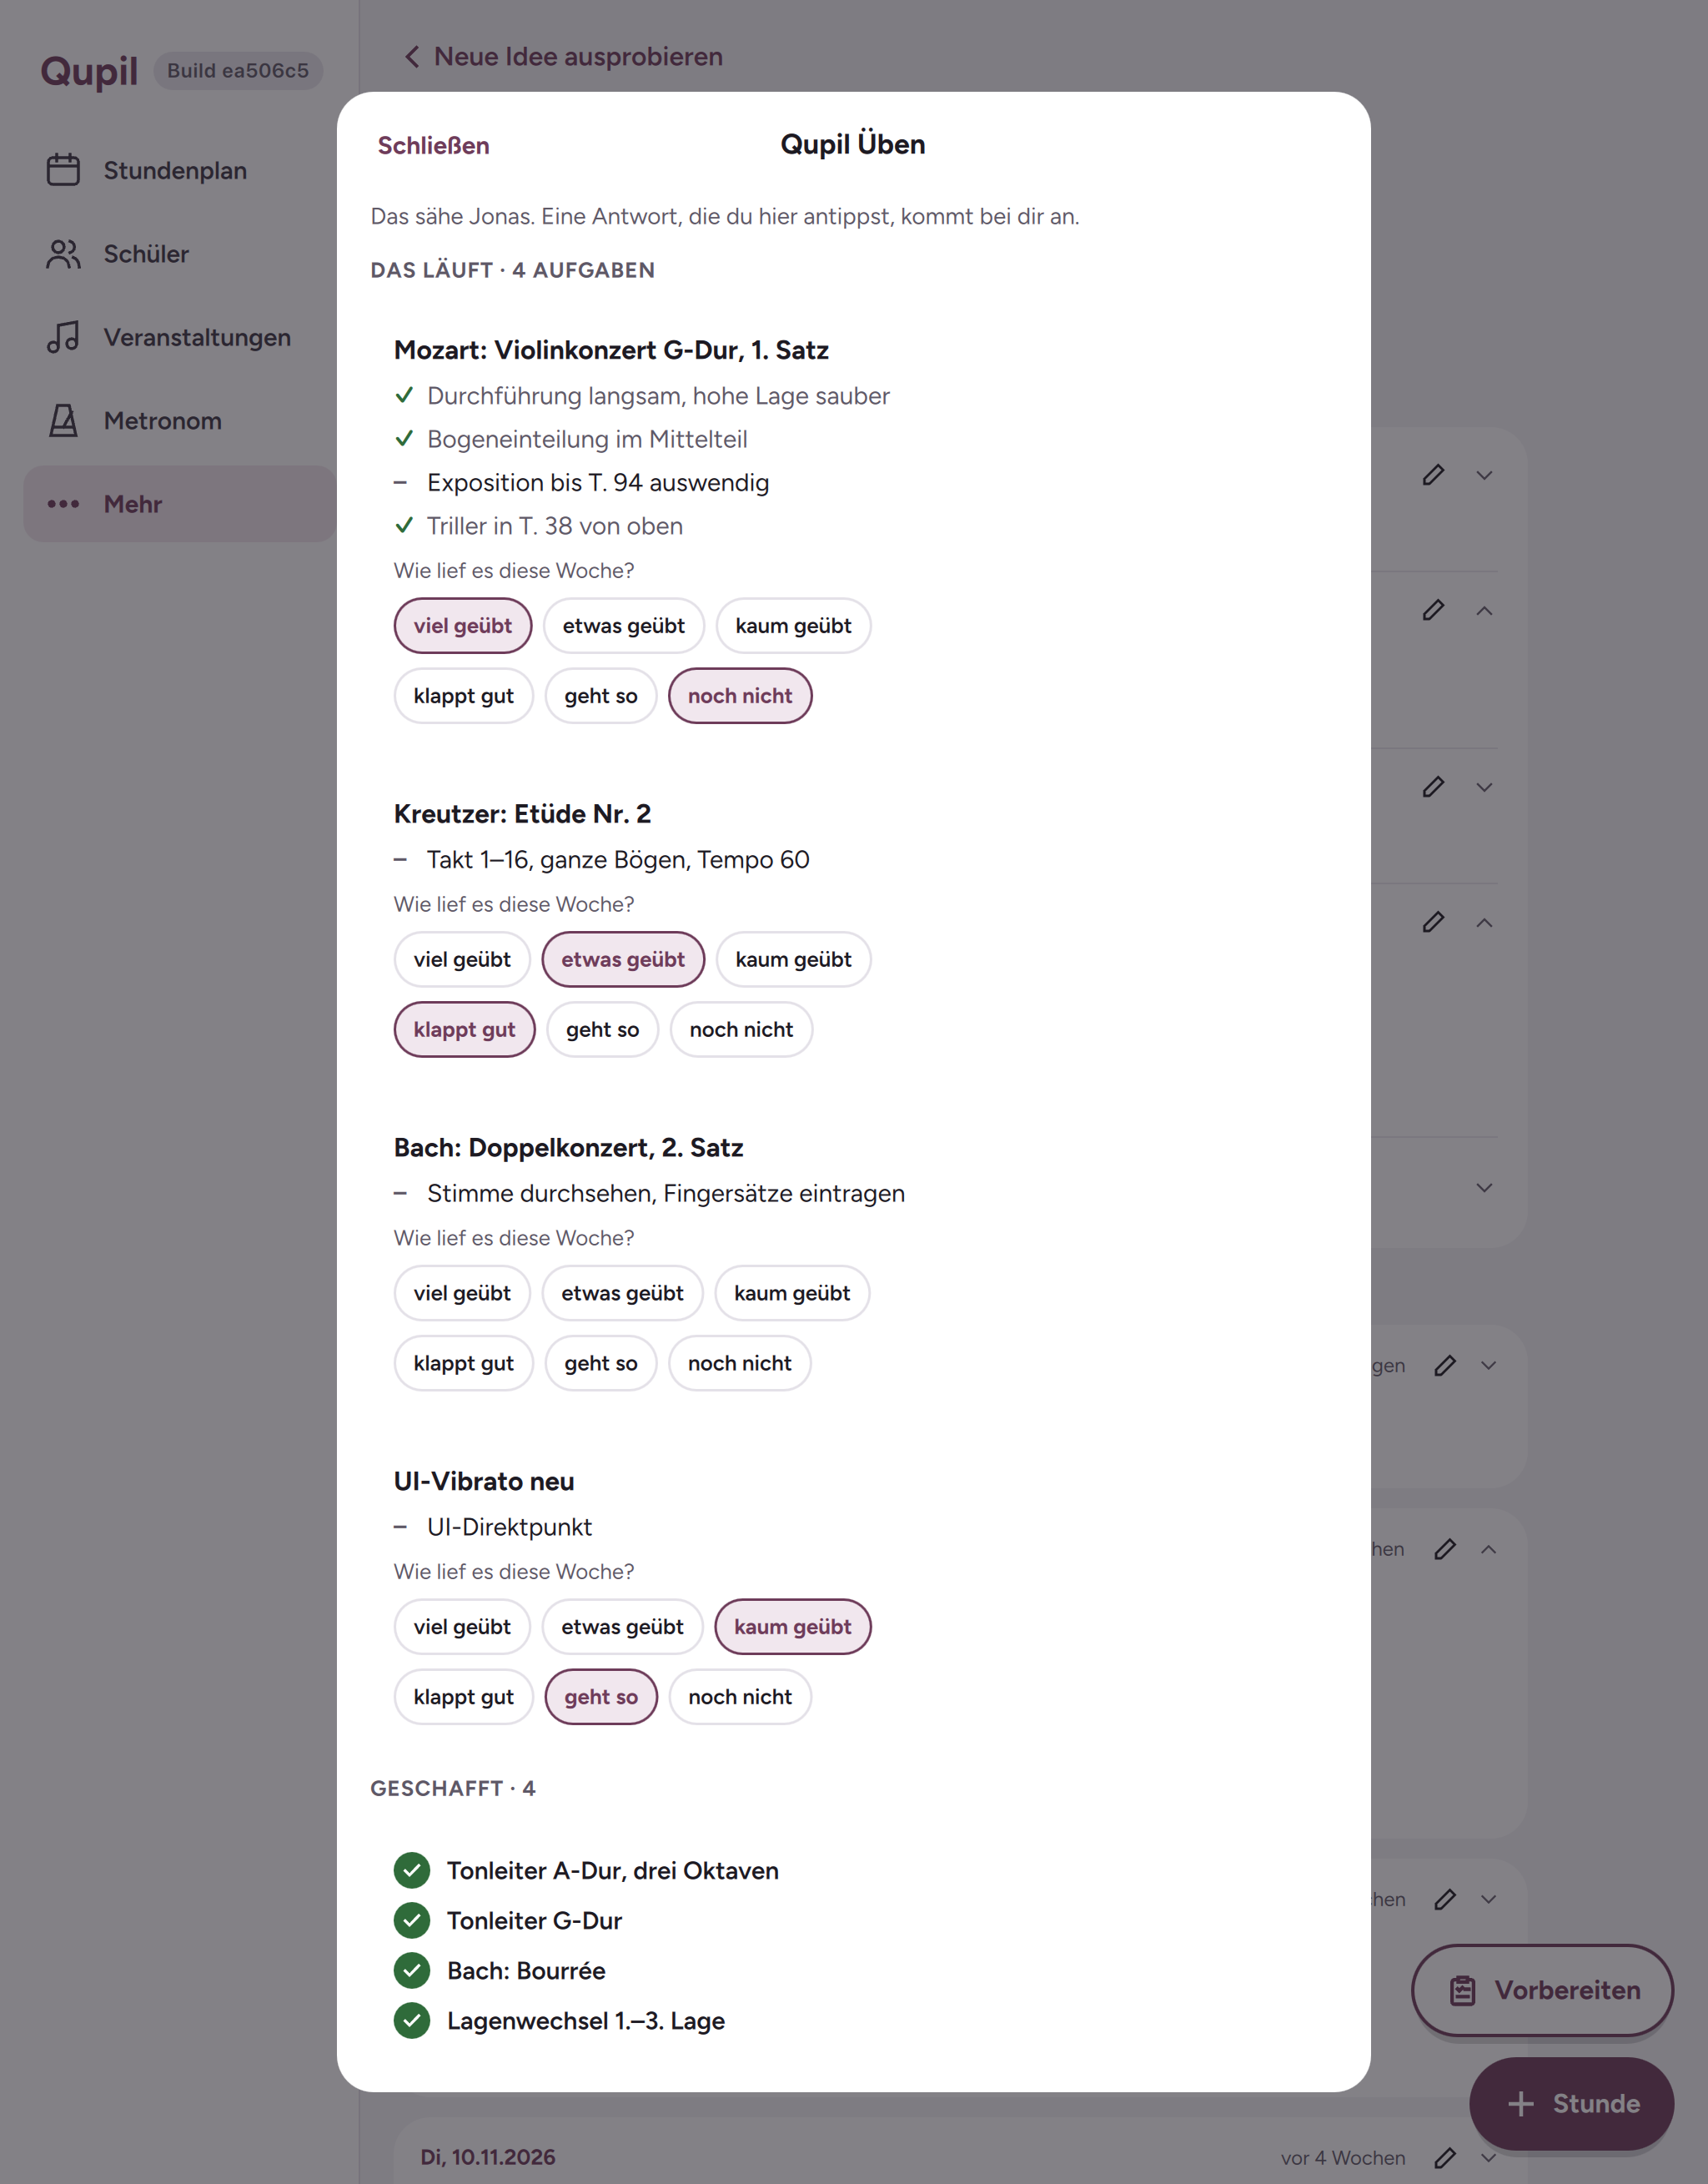 Qupil
Build ea506c5
Stundenplan
Schüler
Veranstaltungen
Metronom
Mehr
Neue Idee ausprobieren
Schließen
Qupil Üben
Das sähe Jonas. Eine Antwort, die du hier antippst, kommt bei dir an.
DAS LÄUFT · 4 AUFGABEN
Mozart: Violinkonzert G-Dur, 1. Satz
Durchführung langsam, hohe Lage sauber
Bogeneinteilung im Mittelteil
– Exposition bis T. 94 auswendig
Triller in T. 38 von oben
Wie lief es diese Woche?
viel geübt etwas geübt kaum geübt
klappt gut geht so noch nicht
Kreutzer: Etüde Nr. 2
– Takt 1–16, ganze Bögen, Tempo 60
Wie lief es diese Woche?
viel geübt etwas geübt kaum geübt
klappt gut geht so noch nicht
Bach: Doppelkonzert, 2. Satz
– Stimme durchsehen, Fingersätze eintragen
Wie lief es diese Woche?
viel geübt etwas geübt kaum geübt
klappt gut geht so noch nicht
UI-Vibrato neu
– UI-Direktpunkt
Wie lief es diese Woche?
viel geübt etwas geübt kaum geübt
klappt gut geht so noch nicht
GESCHAFFT · 4
Tonleiter A-Dur, drei Oktaven
Tonleiter G-Dur
Bach: Bourrée
Lagenwechsel 1.–3. Lage
Vorbereiten
Stunde
Di, 10.11.2026
vor 4 Wochen